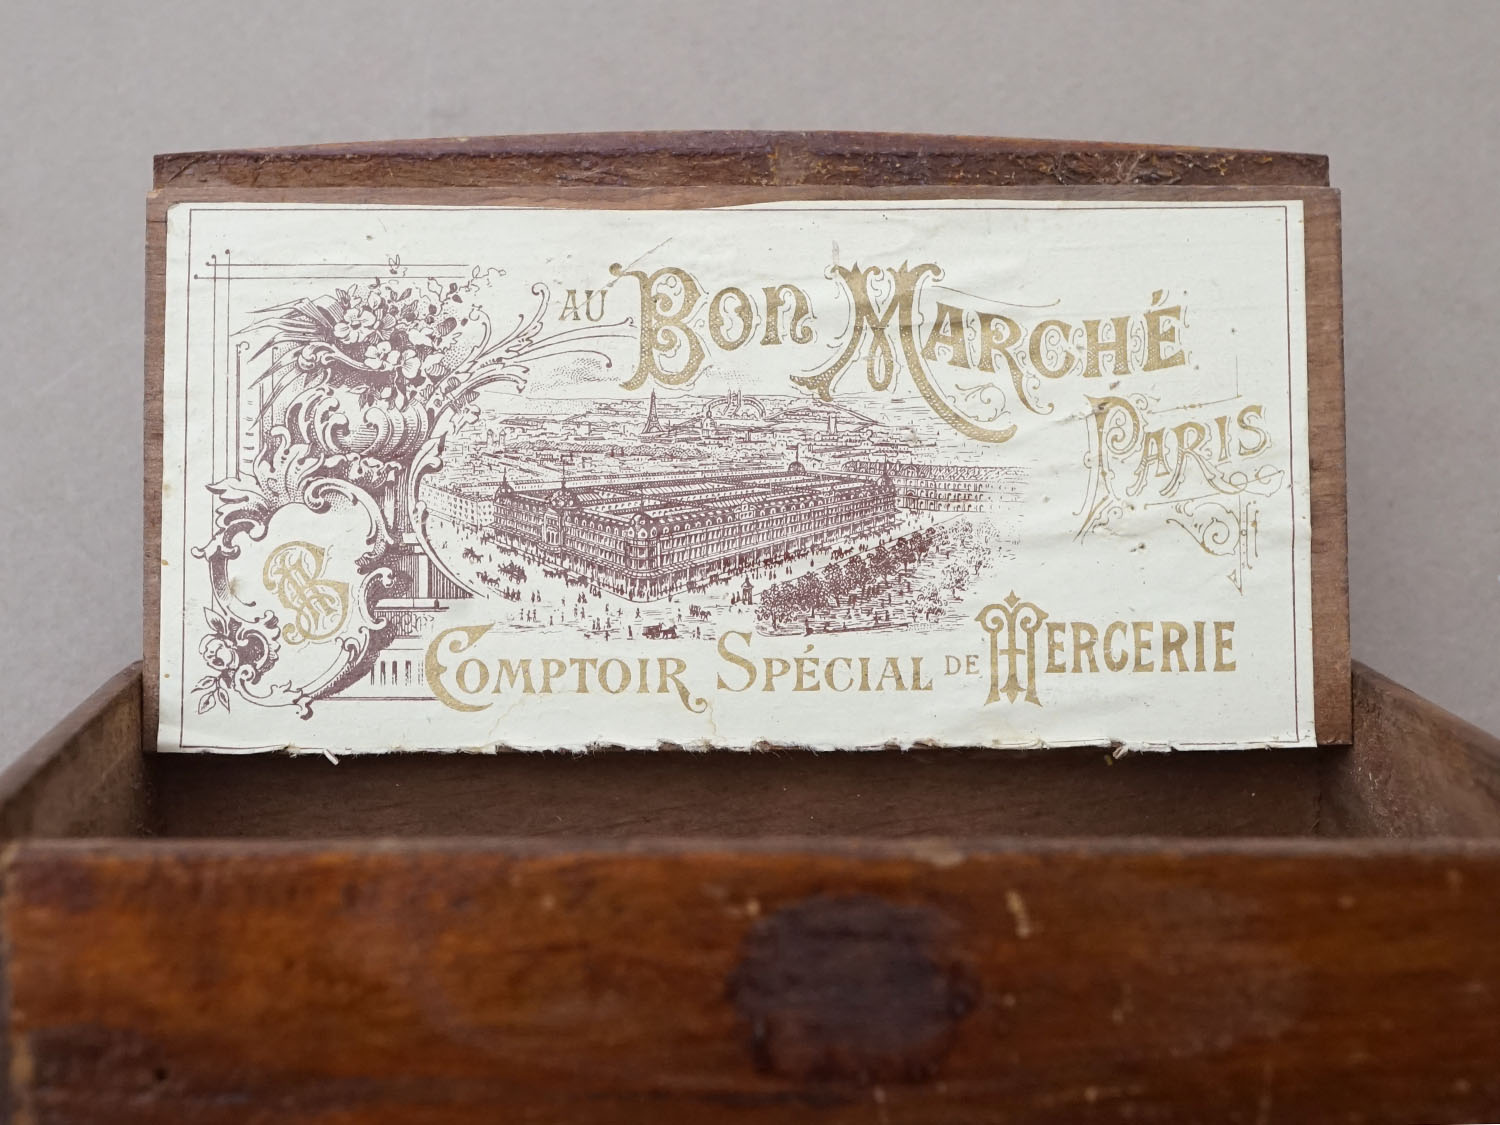 AU BON MARCHÉ
PARIS
COMPTOIR SPÉCIAL DE MERCERIE